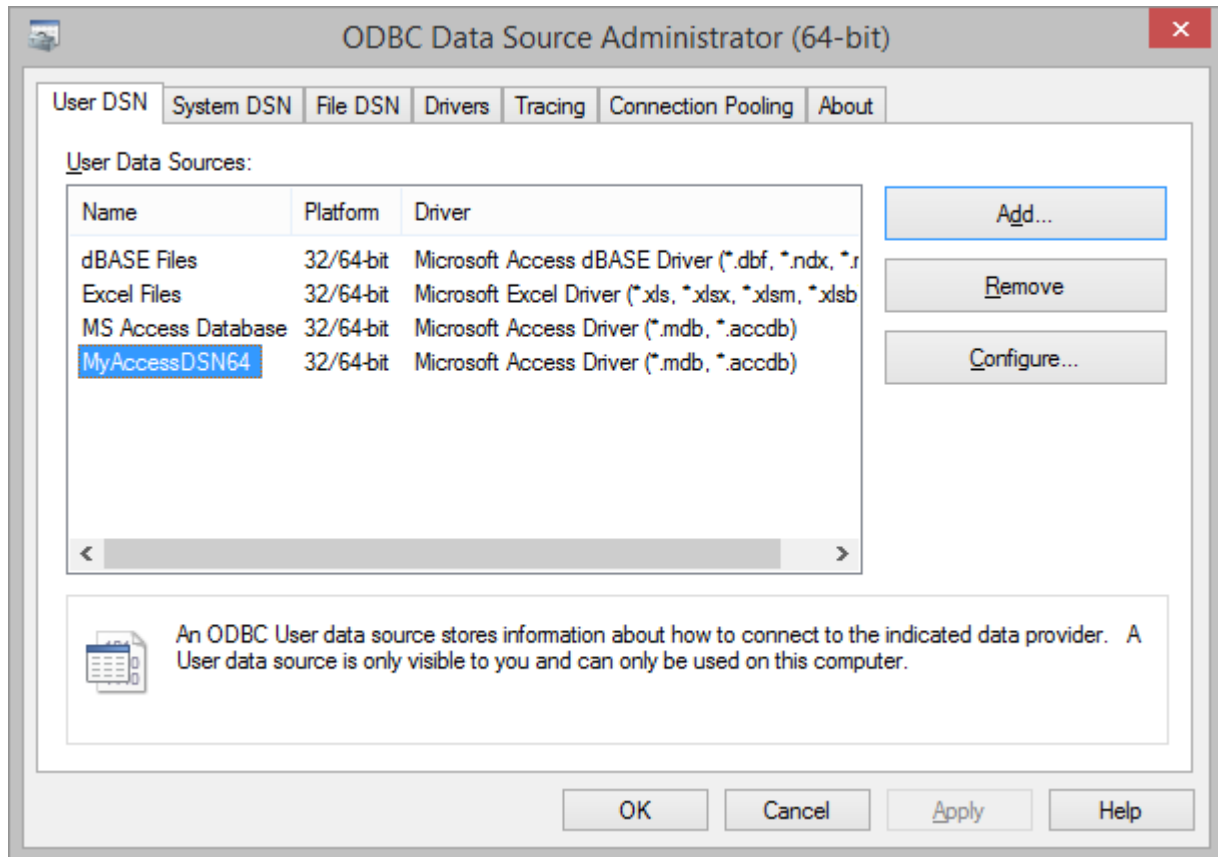 ODBC Data Source Administrator (64-bit)
User DSN System DSN File DSN Drivers Tracing Connection Pooling About
User Data Sources:
Name Platform Driver
dBASE Files 32/64-bit Microsoft Access dBASE Driver (*.dbf, *.ndx, *.r
Excel Files 32/64-bit Microsoft Excel Driver (*.xls, *.xlsx, *.xlsm, *.xlsb
MS Access Database 32/64-bit Microsoft Access Driver (*.mdb, *.accdb)
MyAccessDSN64 32/64-bit Microsoft Access Driver (*.mdb, *.accdb)
Add...
Remove
Configure...
An ODBC User data source stores information about how to connect to the indicated data provider. A
User data source is only visible to you and can only be used on this computer.
OK Cancel Apply Help